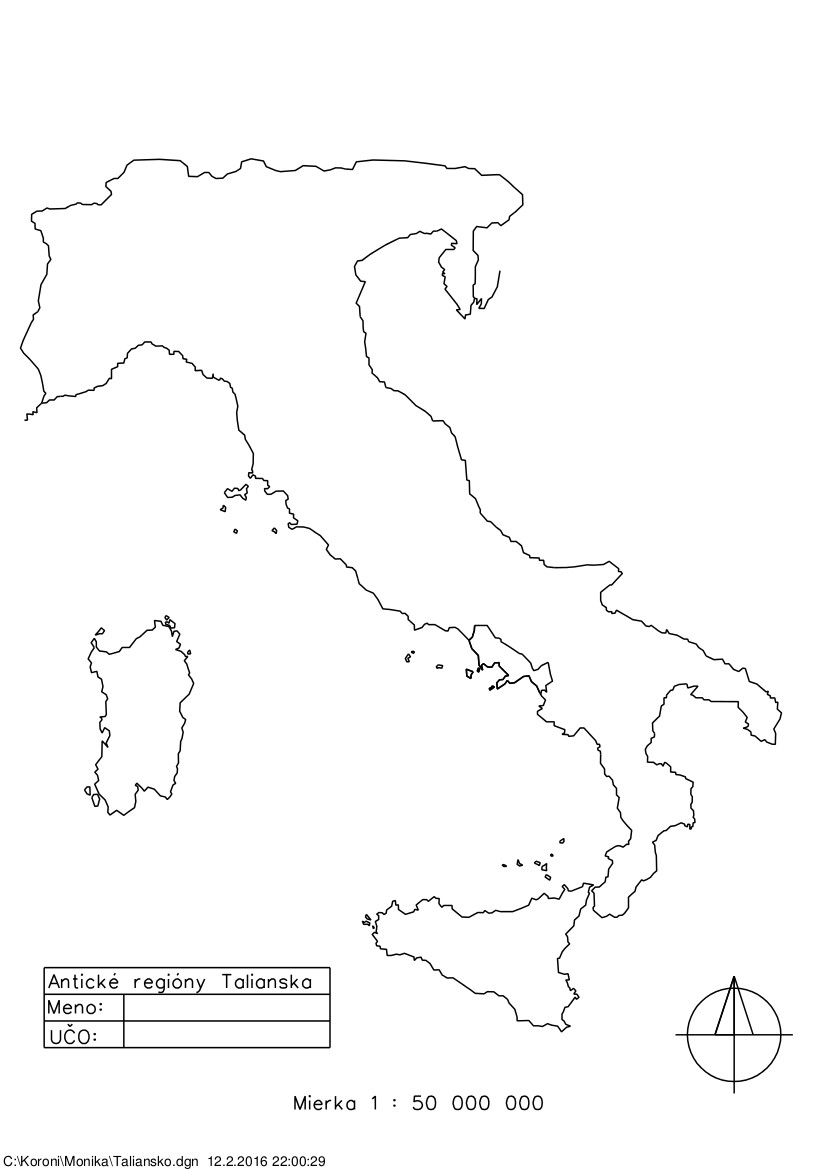 Antické regióny Talianska
Meno:
UČO:
Mierka 1 : 50 000 000
C:\Koroni\Monika\Taliansko.dgn 12.2.2016 22:00:29